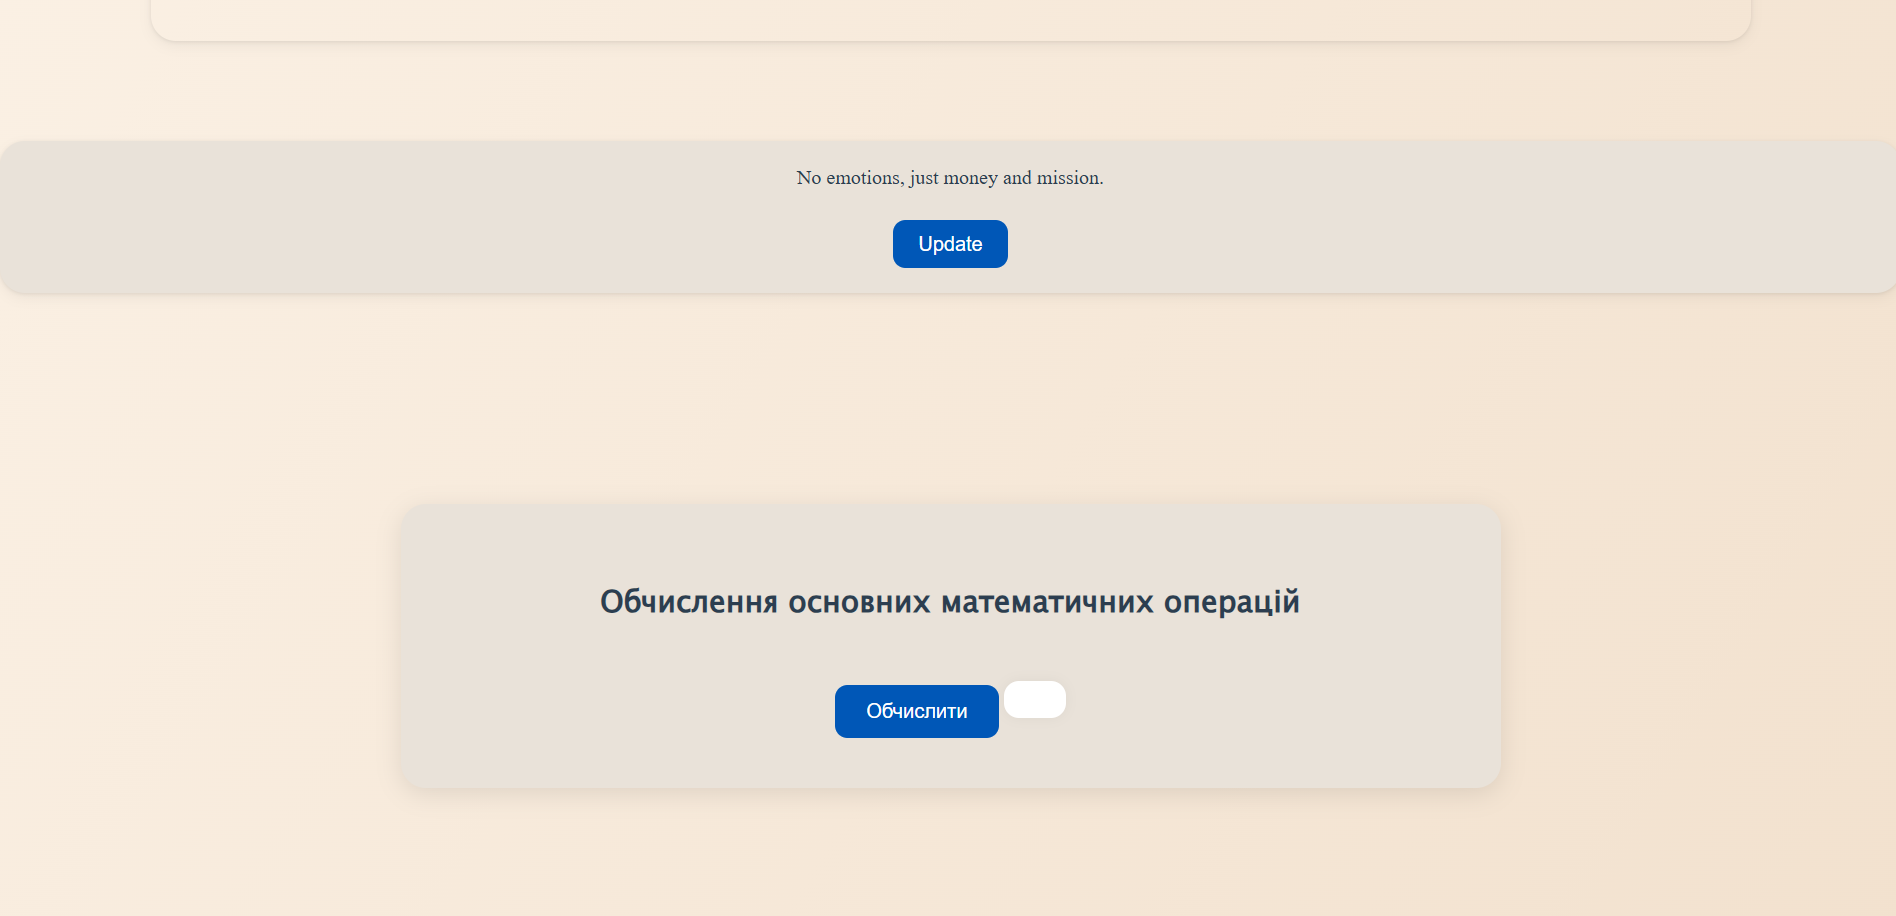 No emotions, just money and mission.
Update
Обчислення основних математичних операцій
Обчислити